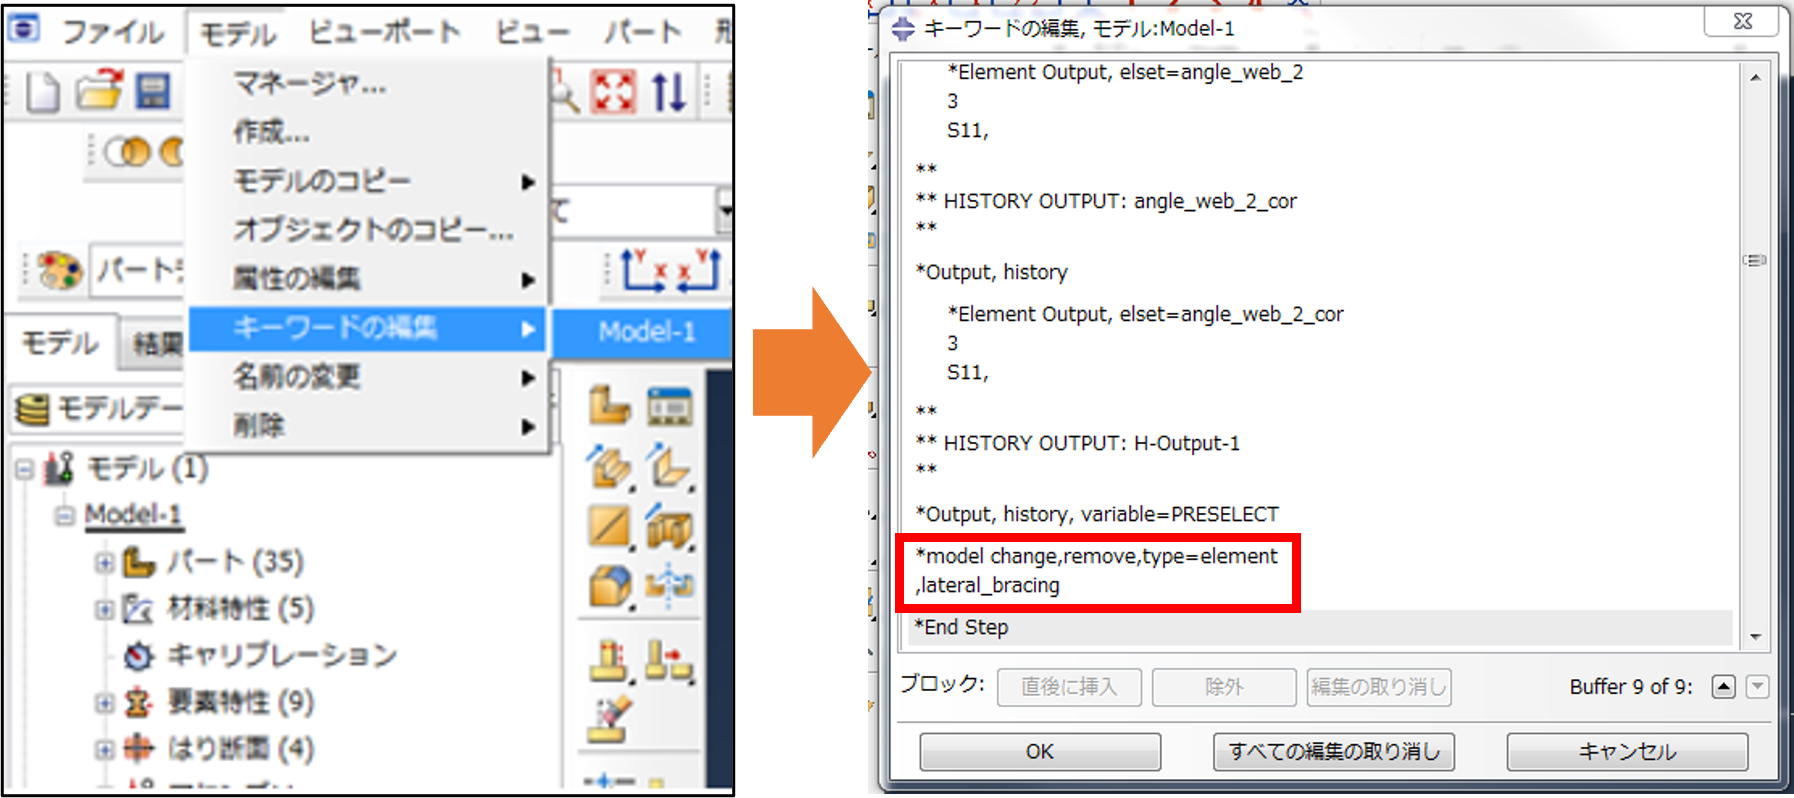 ファイル モデル ビューポート ビュー パート
マネージャ...
作成...
モデルのコピー
オブジェクトのコピー...
て
属性の編集
パート
キーワードの編集
Model-1
モデル 結果
名前の変更
モデルデー
削除
モデル (1)
Model-1
パート (35)
材料特性 (5)
キャリブレーション
要素特性 (9)
はり断面 (4)
Y X X Y
キーワードの編集, モデル:Model-1
*Element Output, elset=angle_web_2
3
S11,
**
** HISTORY OUTPUT: angle_web_2_cor
**
*Output, history
*Element Output, elset=angle_web_2_cor
3
S11,
**
** HISTORY OUTPUT: H-Output-1
**
*Output, history, variable=PRESELECT
*model change,remove,type=element
,lateral_bracing
*End Step
ブロック: 直後に挿入 除外 編集の取り消し Buffer 9 of 9:
OK すべての編集の取り消し キャンセル